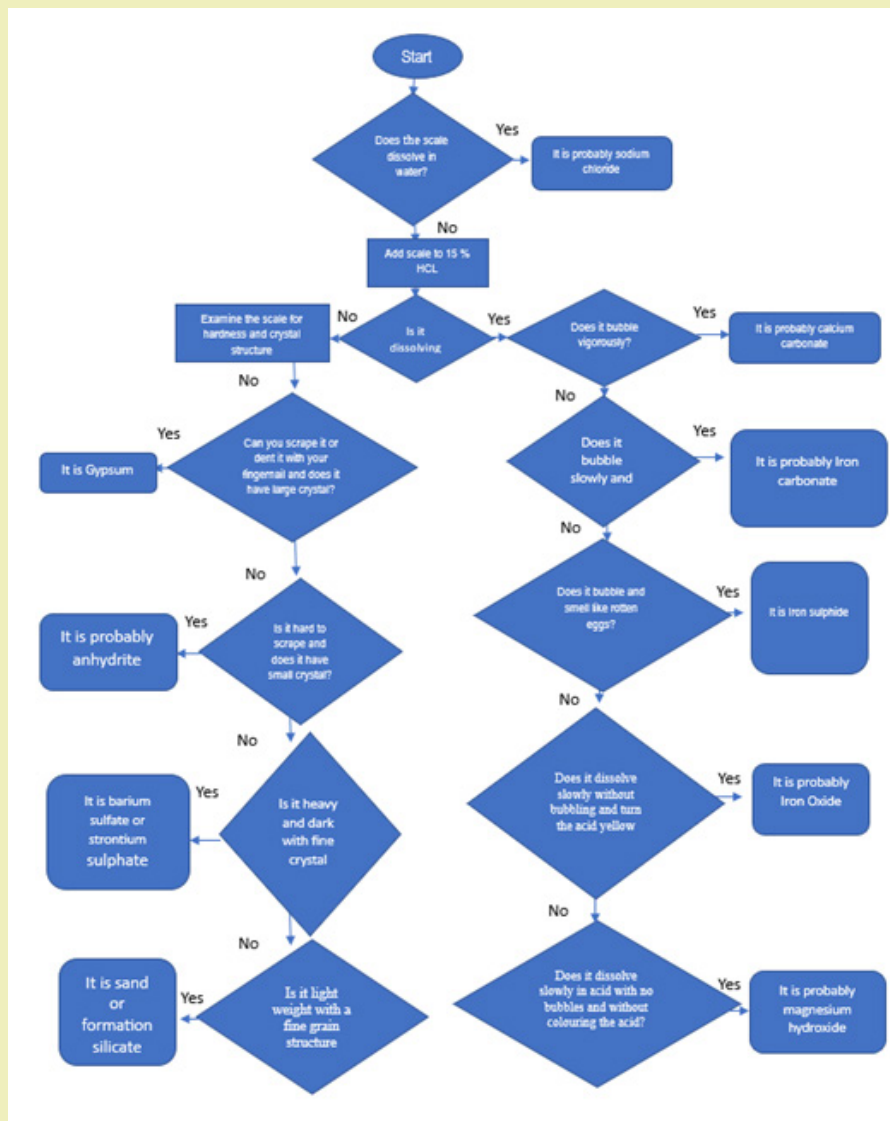 Start
Does the scale
dissolve in
water?
Yes
It is probably sodium
chloride
No
Add scale to 15 %
HCL
Examine the scale for
hardness and crystal
structure
No
Is it
dissolving
Yes
Does it bubble
vigorously?
Yes
It is probably calcium
carbonate
No
No
Yes
Can you scrape it or
dent it with your
fingernail and does it
have large crystal?
It is Gypsum
Does it
bubble
slowly and
Yes
It is probably Iron
carbonate
No
No
Does it bubble and
smell like rotten
eggs?
Yes
It is Iron sulphide
It is probably
anhydrite
Yes
Is it hard to
scrape and
does it have
small crystal?
No
No
It is barium
sulfate or
strontium
sulphate
Yes
Is it heavy
and dark
with fine
crystal
Does it dissolve
slowly without
bubbling and turn
the acid yellow
Yes
It is probably
Iron Oxide
No
No
It is sand
or
formation
silicate
Yes
Is it light
weight with a
fine grain
structure
Does it dissolve
slowly in acid with no
bubbles and without
colouring the acid?
Yes
It is probably
magnesium
hydroxide